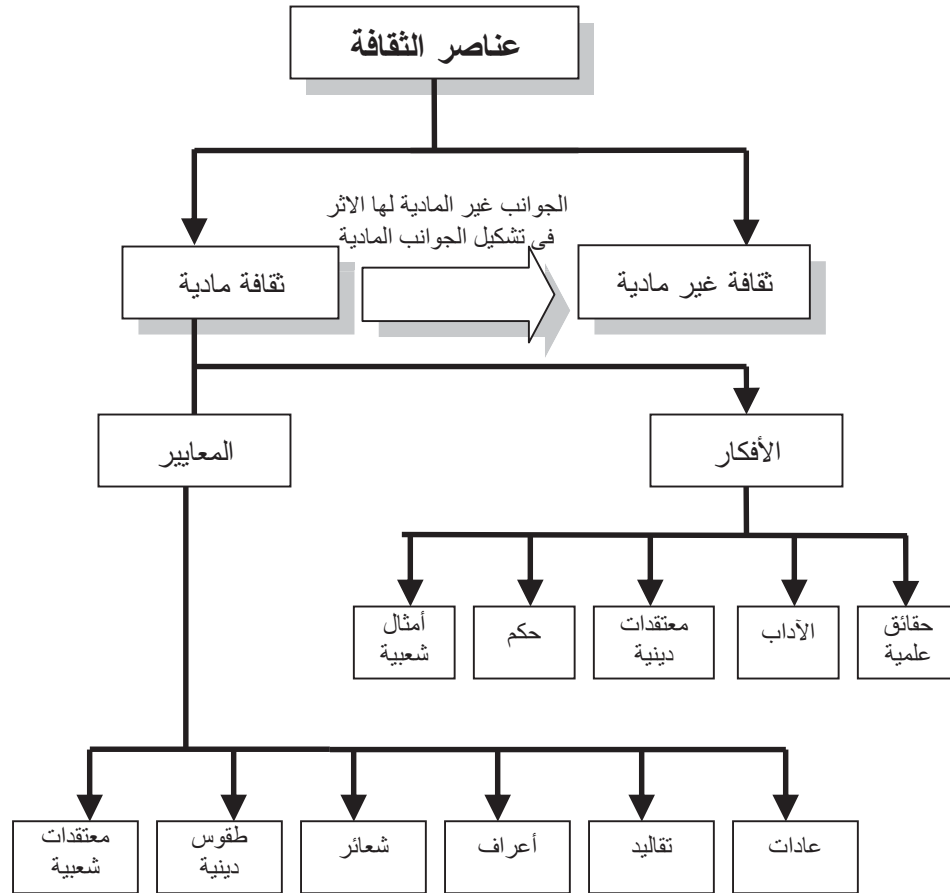 عناصر الثقافة
الجوانب غير المادية لها الاثر
فى تشكيل الجوانب المادية
ثقافة غير مادية
ثقافة مادية
الأفكار
المعايير
حقائق
علمية
الآداب
معتقدات
دينية
حكم
أمثال
شعبية
عادات
تقاليد
أعراف
شعائر
طقوس
دينية
معتقدات
شعبية